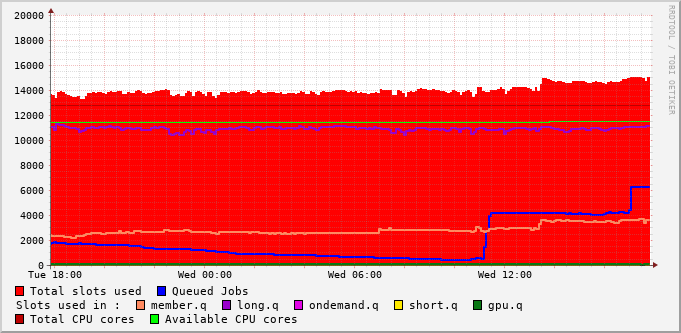 20000
18000
16000
14000
12000
10000
8000
6000
4000
2000
0
Tue 18:00 Wed 00:00 Wed 06:00 Wed 12:00
Total slots used Queued Jobs
Slots used in : member.q long.q ondemand.q short.q gpu.q
Total CPU cores Available CPU cores
RRDTOOL / TOBI OETIKER